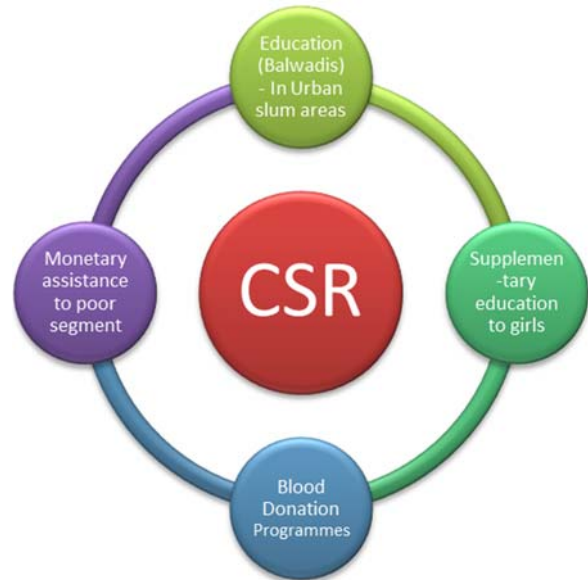 Education
(Balwadis)
- In Urban
slum areas
Monetary
assistance
to poor
segment
CSR
Supplemen
-tary
education
to girls
Blood
Donation
Programmes